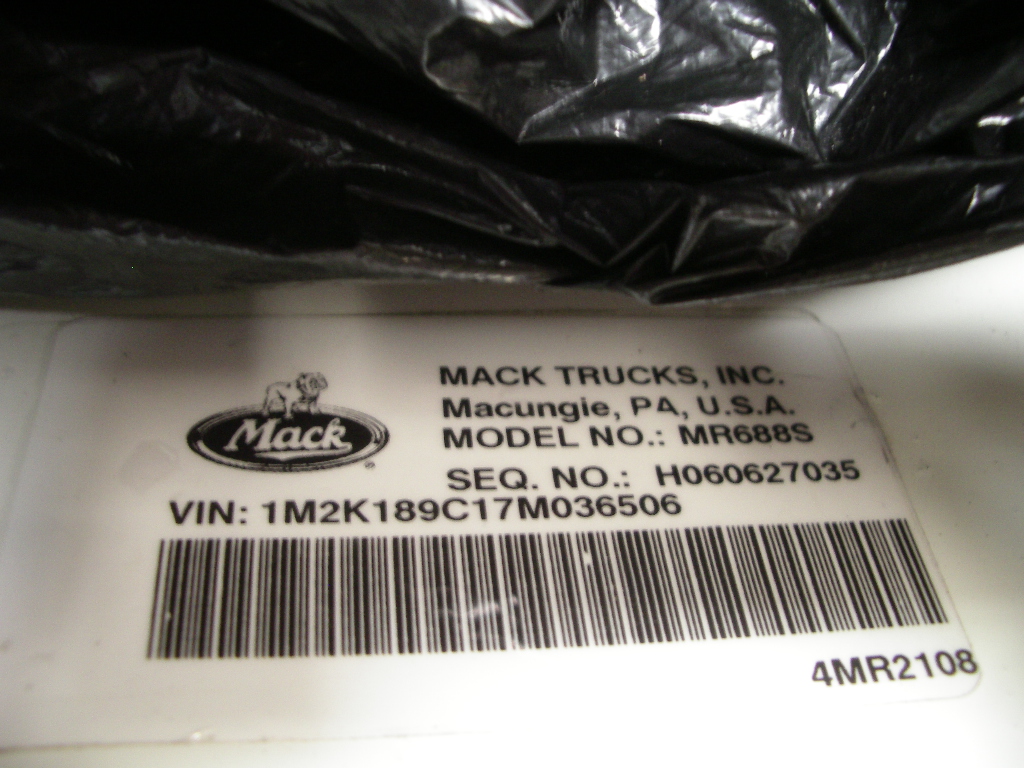 Mack
MACK TRUCKS, INC.
Macungie, PA, U.S.A.
MODEL NO.: MR688S
SEQ. NO.: H060627035
VIN: 1M2K189C17M036506
4MR2108